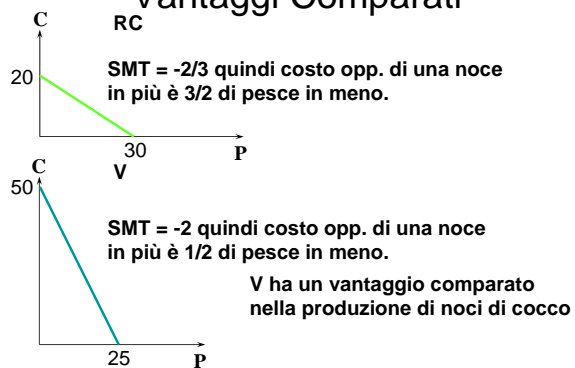 Vantaggi Comparati
C
RC
20
SMT = -2/3 quindi costo opp. di una noce
in più è 3/2 di pesce in meno.
30
P
C
V
50
SMT = -2 quindi costo opp. di una noce
in più è 1/2 di pesce in meno.
V ha un vantaggio comparato
nella produzione di noci di cocco
25
P